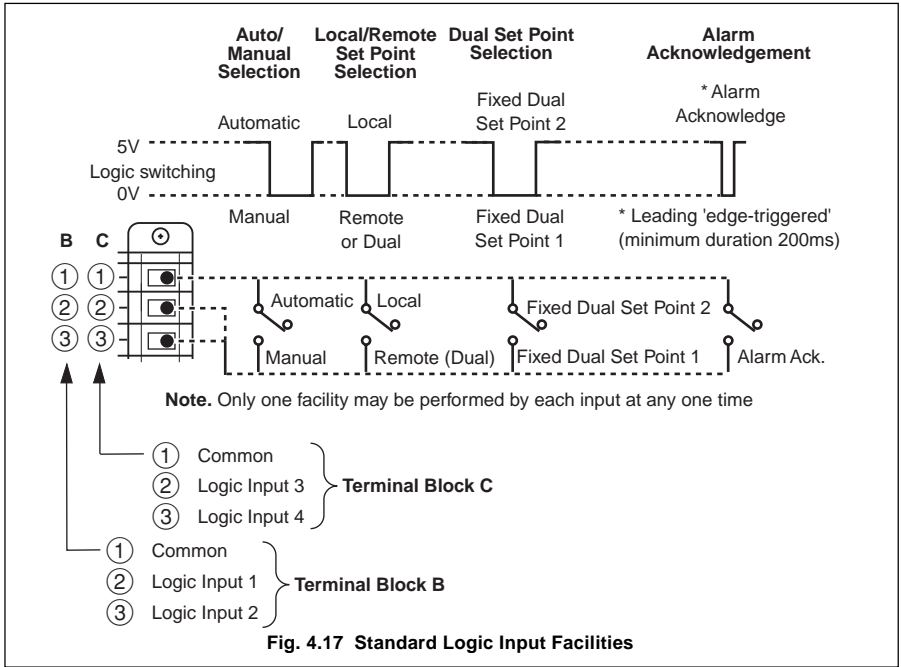 Auto/
Manual
Selection
Local/Remote
Set Point
Selection
Dual Set Point
Selection
Alarm
Acknowledgement
Automatic
Local
Fixed Dual
Set Point 2
* Alarm
Acknowledge
5V
Logic switching
0V
Manual
Remote
or Dual
Fixed Dual
Set Point 1
* Leading 'edge-triggered'
(minimum duration 200ms)
B C
1 1
2 2
3 3
Automatic
Local
Fixed Dual Set Point 2
Manual
Remote (Dual)
Fixed Dual Set Point 1
Alarm Ack.
Note. Only one facility may be performed by each input at any one time
1 Common
2 Logic Input 3
3 Logic Input 4
Terminal Block C
1 Common
2 Logic Input 1
3 Logic Input 2
Terminal Block B
Fig. 4.17 Standard Logic Input Facilities